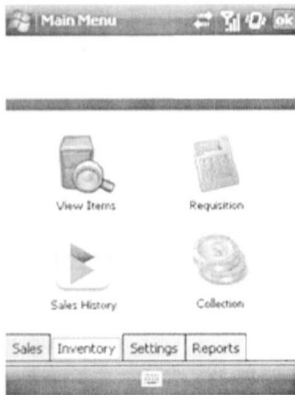 Main Menu ok
View Items Requisition
Sales History Collection
Sales Inventory Settings Reports